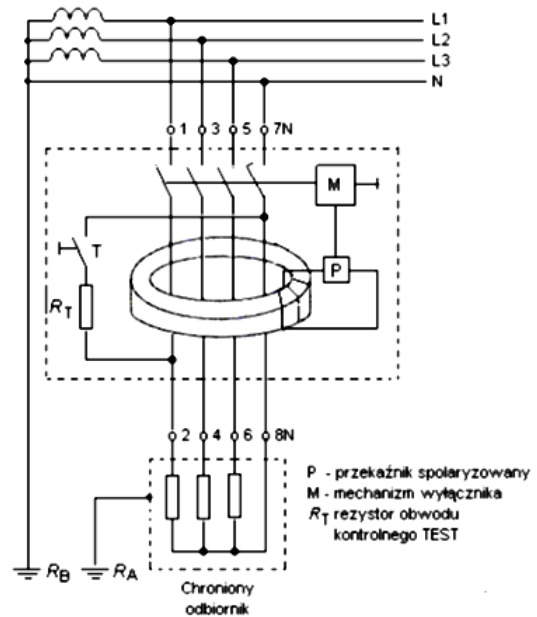 L1
L2
L3
N
1 3 5 7N
M
T
P
RT
2 4 6 8N
P - przekaźnik spolaryzowany
M - mechanizm wyłącznika
RT rezystor obwodu
kontrolnego TEST
RB RA
Chroniony
odbiornik